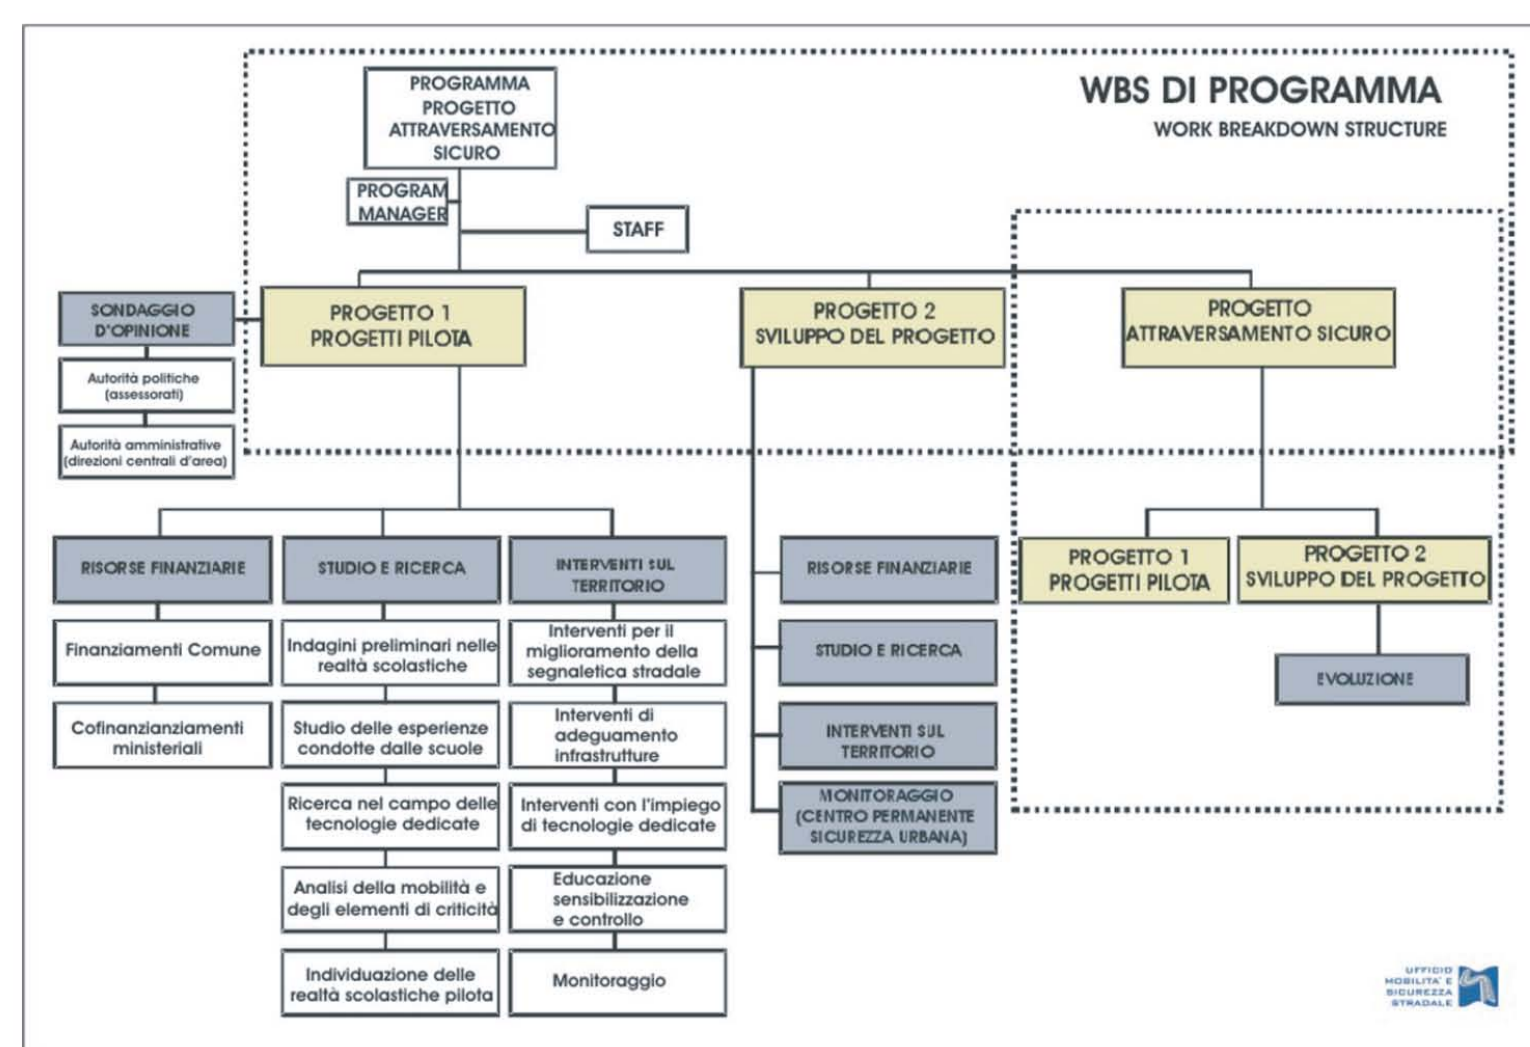 WBS DI PROGRAMMA
WORK BREAKDOWN STRUCTURE
PROGRAMMA
PROGETTO
ATTRAVERSAMENTO
SICURO
PROGRAM
MANAGER
STAFF
SONDAGGIO
D'OPINIONE
Autorità politiche
(assessorati)
Autorità amministrative
(direzioni centrali d'area)
PROGETTO 1
PROGETTI PILOTA
PROGETTO 2
SVILUPPO DEL PROGETTO
PROGETTO
ATTRAVERSAMENTO SICURO
RISORSE FINANZIARIE
Finanziamenti Comune
Cofinanzianziamenti
ministeriali
STUDIO E RICERCA
Indagini preliminari nelle
realtà scolastiche
Studio delle esperienze
condotte dalle scuole
Ricerca nel campo delle
tecnologie dedicate
Analisi della mobilità e
degli elementi di criticità
Individuazione delle
realtà scolastiche pilota
INTERVENTI SUL
TERRITORIO
Interventi per il
miglioramento della
segnaletica stradale
Interventi di
adeguamento
infrastrutture
Interventi con l'impiego
di tecnologie dedicate
Educazione
sensibilizzazione
e controllo
Monitoraggio
RISORSE FINANZIARIE
STUDIO E RICERCA
INTERVENTI SUL
TERRITORIO
MONITORAGGIO
(CENTRO PERMANENTE
SICUREZZA URBANA)
PROGETTO 1
PROGETTI PILOTA
PROGETTO 2
SVILUPPO DEL PROGETTO
EVOLUZIONE
UFFICIO
MOBILITA' E
SICUREZZA
STRADALE